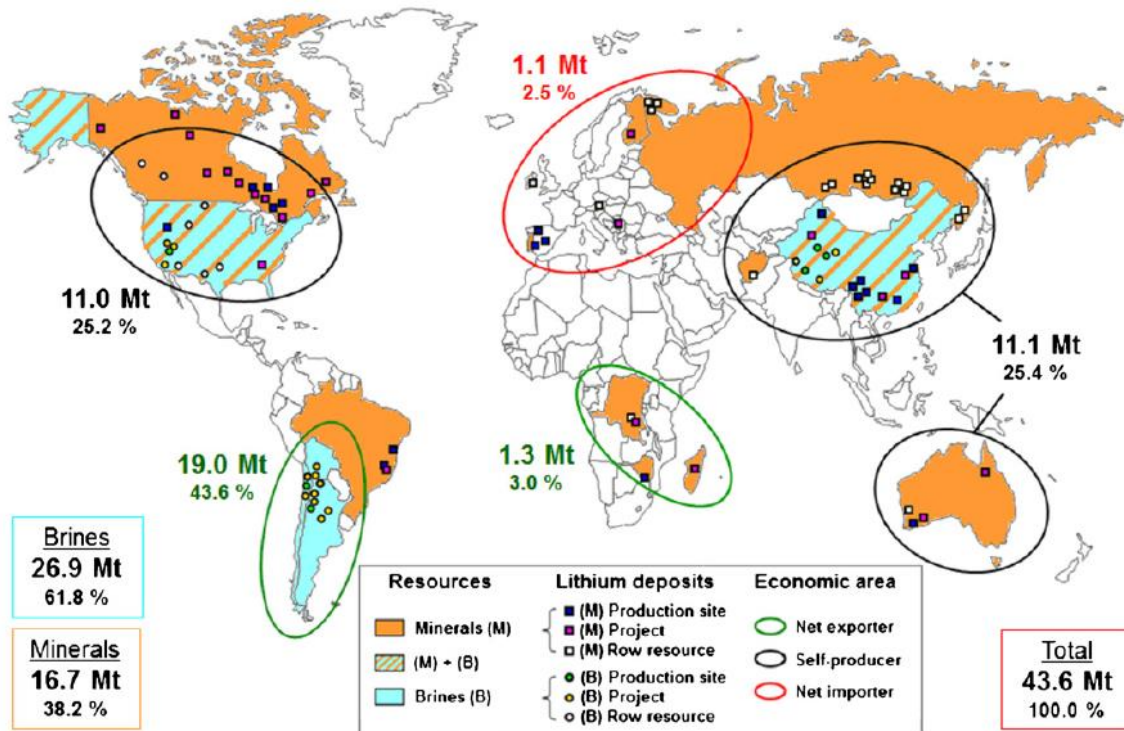 1.1 Mt
2.5 %
11.0 Mt
25.2 %
11.1 Mt
25.4 %
19.0 Mt
43.6 %
1.3 Mt
3.0 %
Brines
26.9 Mt
61.8 %
Minerals
16.7 Mt
38.2 %
Resources
Minerals (M)
(M) + (B)
Brines (B)
Lithium deposits
(M) Production site
(M) Project
(M) Row resource
(B) Production site
(B) Project
(B) Row resource
Economic area
Net exporter
Self-producer
Net importer
Total
43.6 Mt
100.0 %